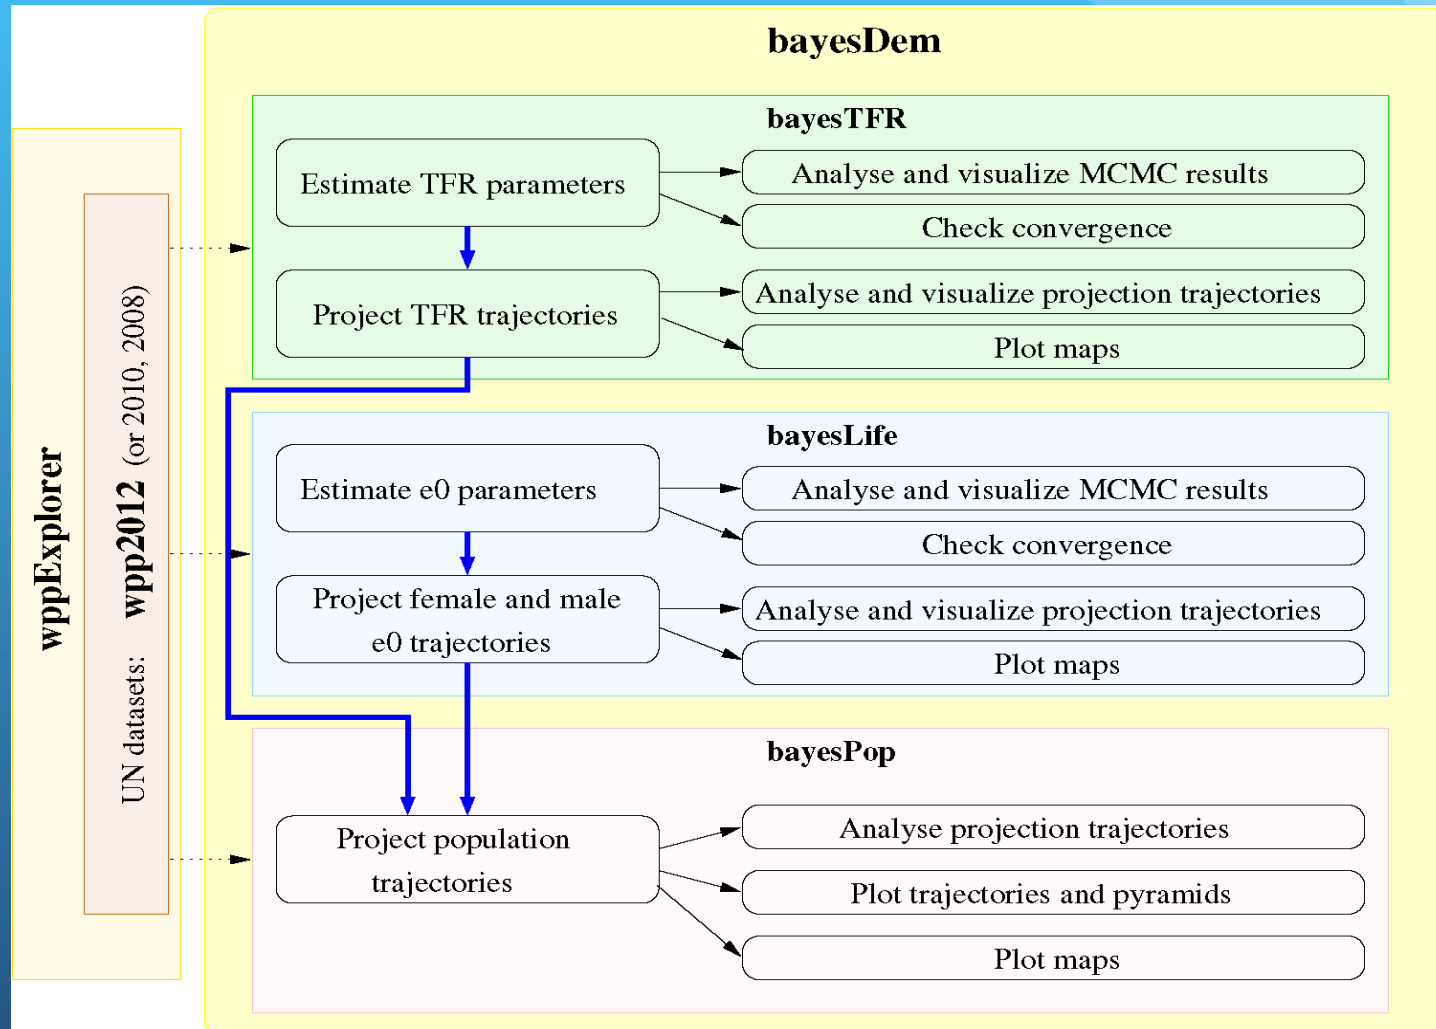 bayesDem
wppExplorer
UN datasets: wpp2012 (or 2010, 2008)
bayesTFR
Estimate TFR parameters
Analyse and visualize MCMC results
Check convergence
Project TFR trajectories
Analyse and visualize projection trajectories
Plot maps
bayesLife
Estimate e0 parameters
Analyse and visualize MCMC results
Check convergence
Project female and male
e0 trajectories
Analyse and visualize projection trajectories
Plot maps
bayesPop
Project population
trajectories
Analyse projection trajectories
Plot trajectories and pyramids
Plot maps